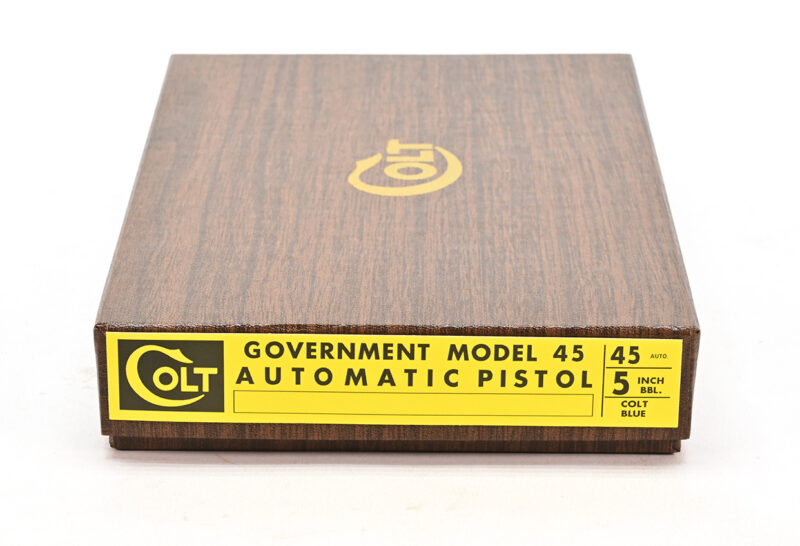 COLT
COLT
GOVERNMENT MODEL 45
AUTOMATIC PISTOL
45 AUTO.
5 INCH BBL.
COLT
BLUE